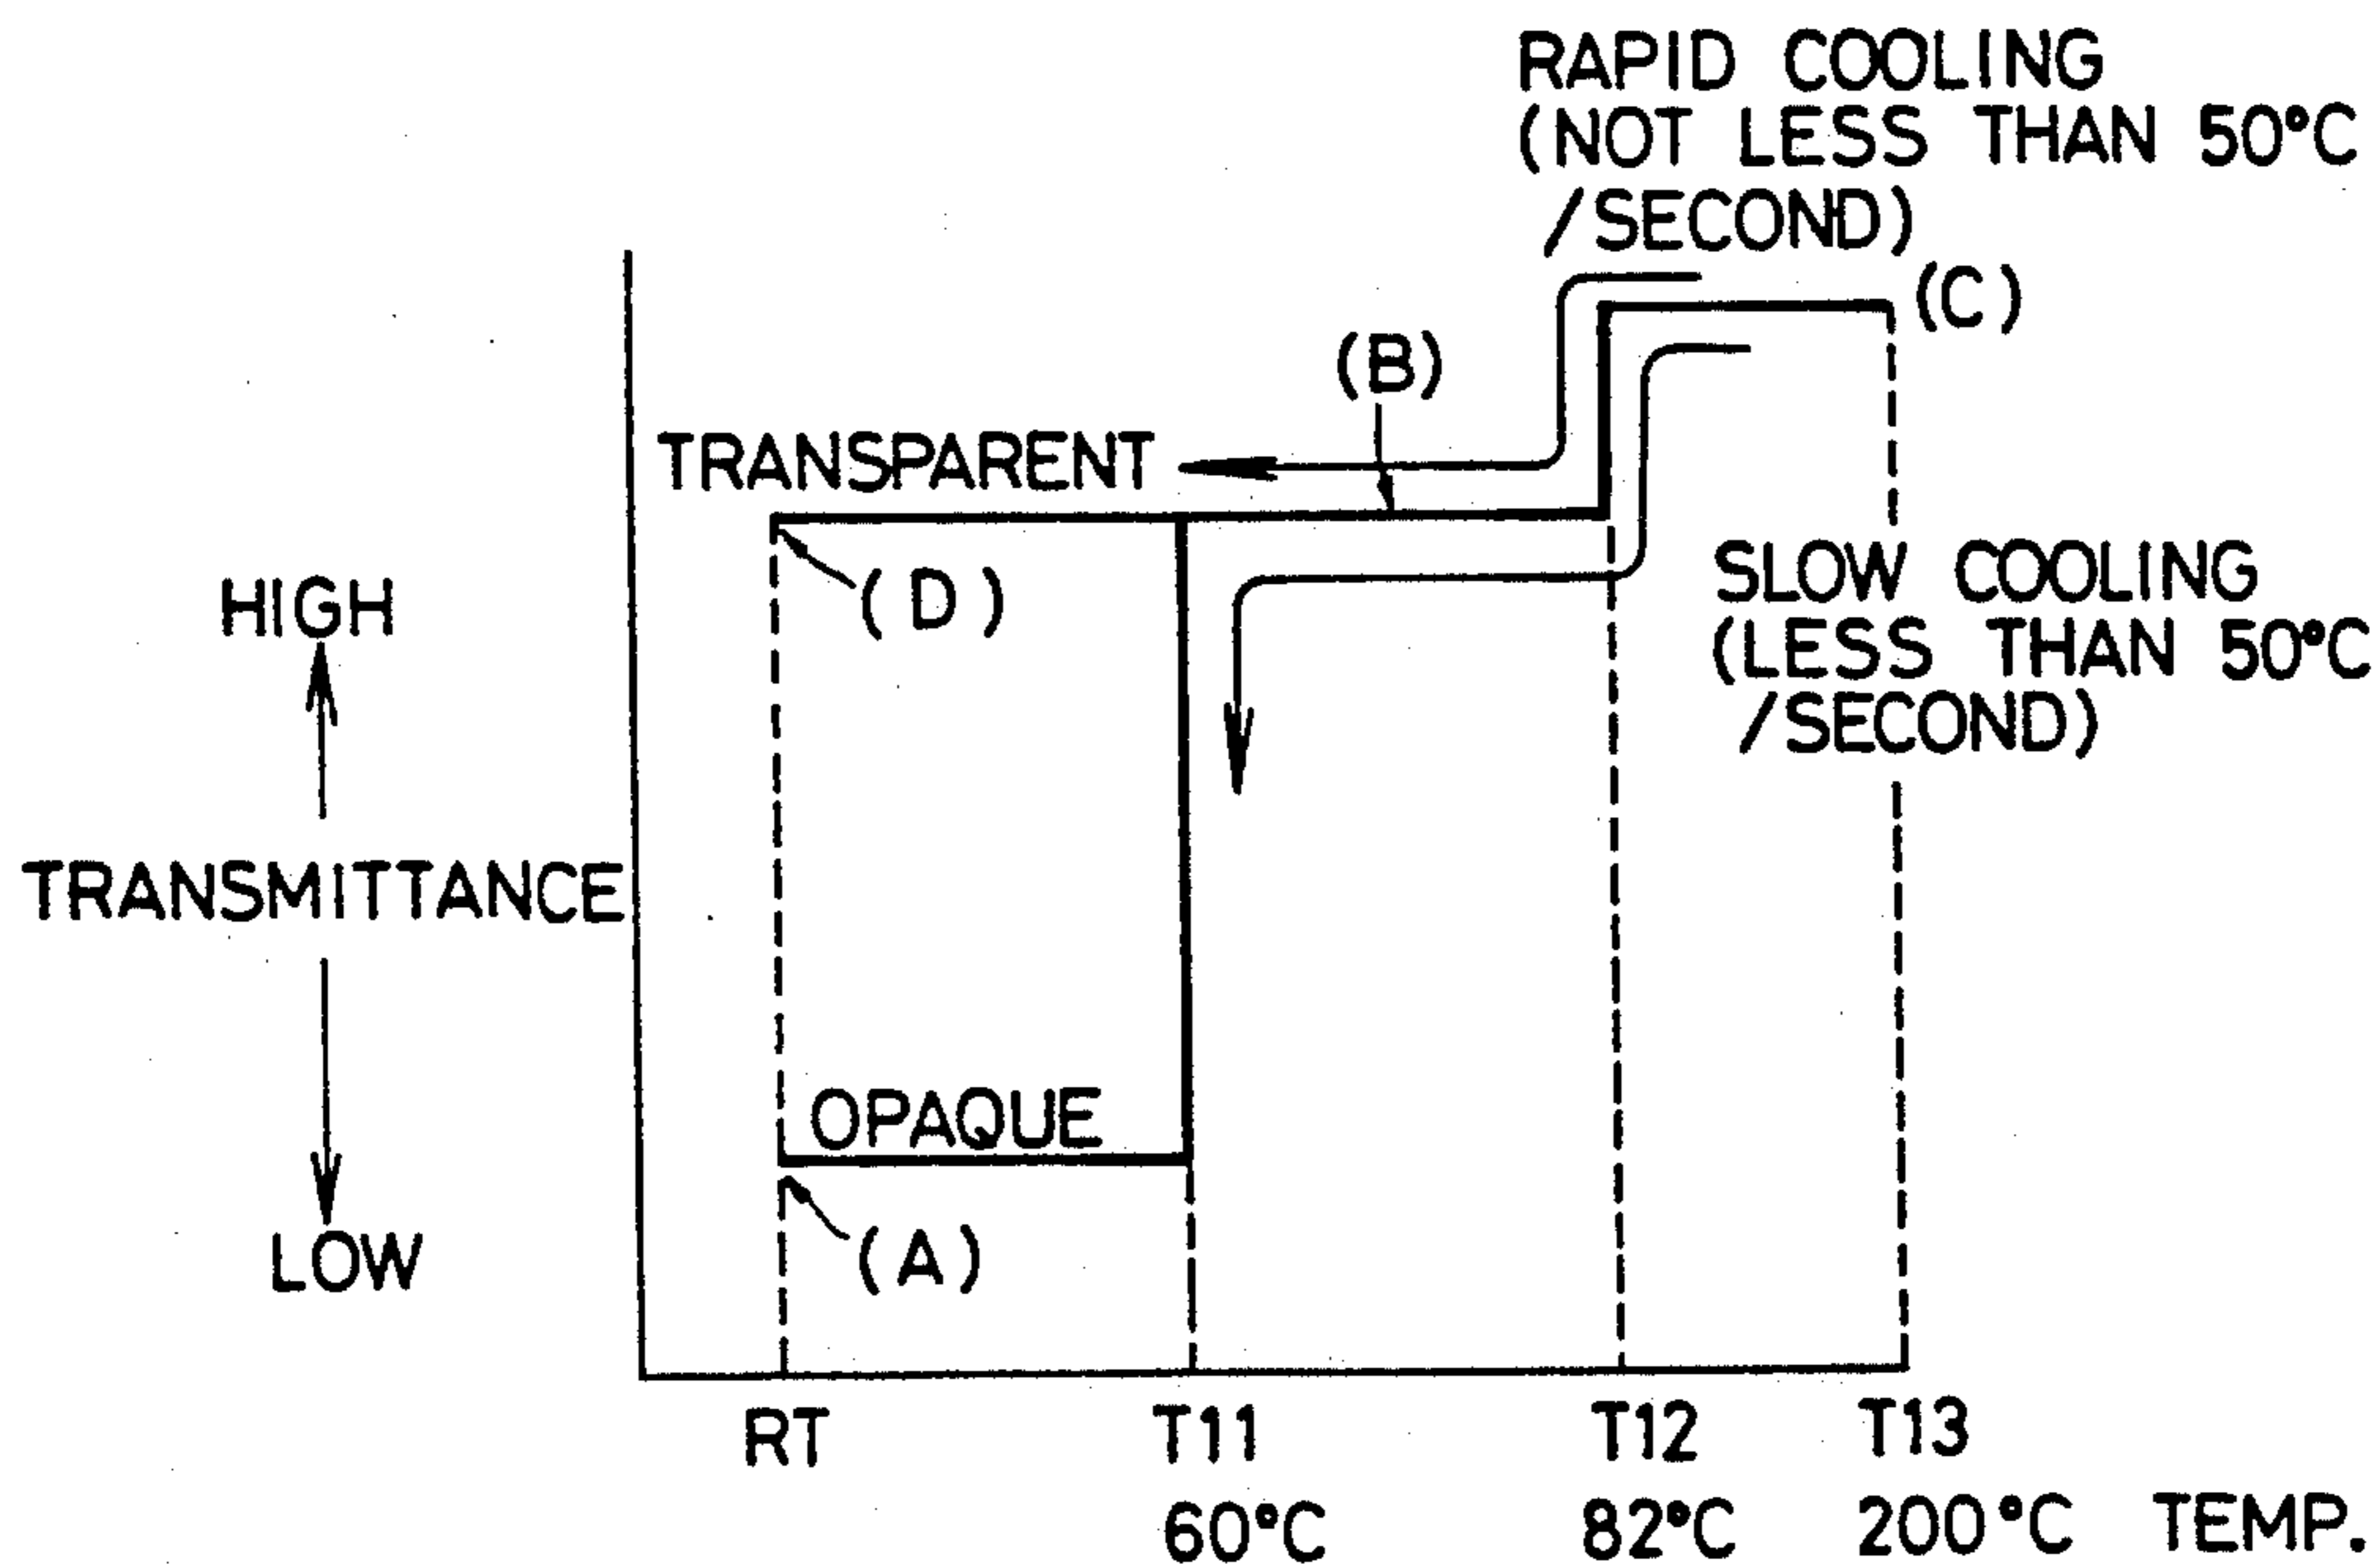 RAPID COOLING
(NOT LESS THAN 50°C
/SECOND)
(C)
(B)
TRANSPARENT
(D)
HIGH
SLOW COOLING
(LESS THAN 50°C
/SECOND)
TRANSMITTANCE
OPAQUE
(A)
LOW
RT T11 T12 T13
60°C 82°C 200°C TEMP.